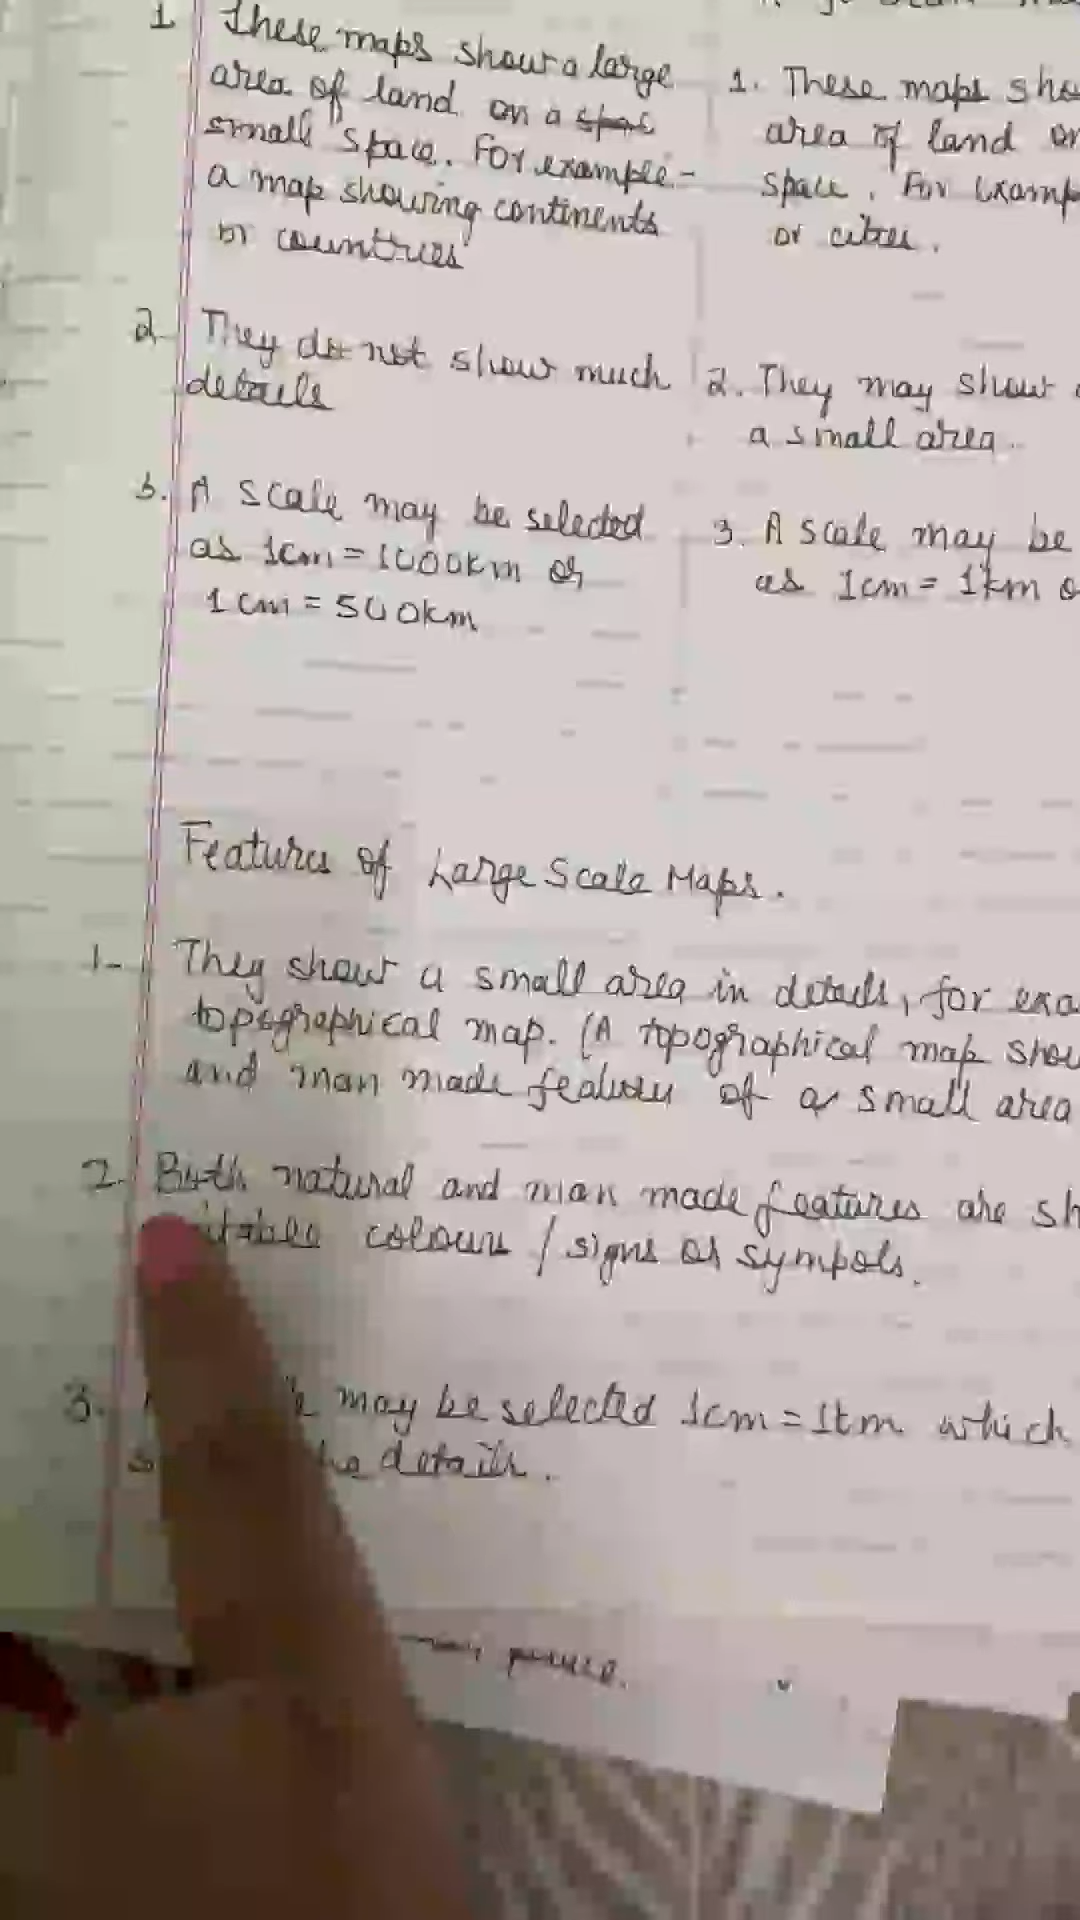 1 These maps show a large
area of land on a
small space. For example-
a map showing continents
or countries
2 They do not show much
details
3. A scale may be selected
as 1cm = 1000km or
1 cm = 500km
1. These maps
area of land
space. For
or cities.
2. They may show
a small area.
3. A scale may be
as 1cm = 1km
Features of Large Scale Maps.
1- They show a small area in details, for
topographical map. (A topographical map
and man made features of a small area
2. Both natural and man made features are
colours / signs or symbols.
3. may be selected 1cm = 1km which
details.